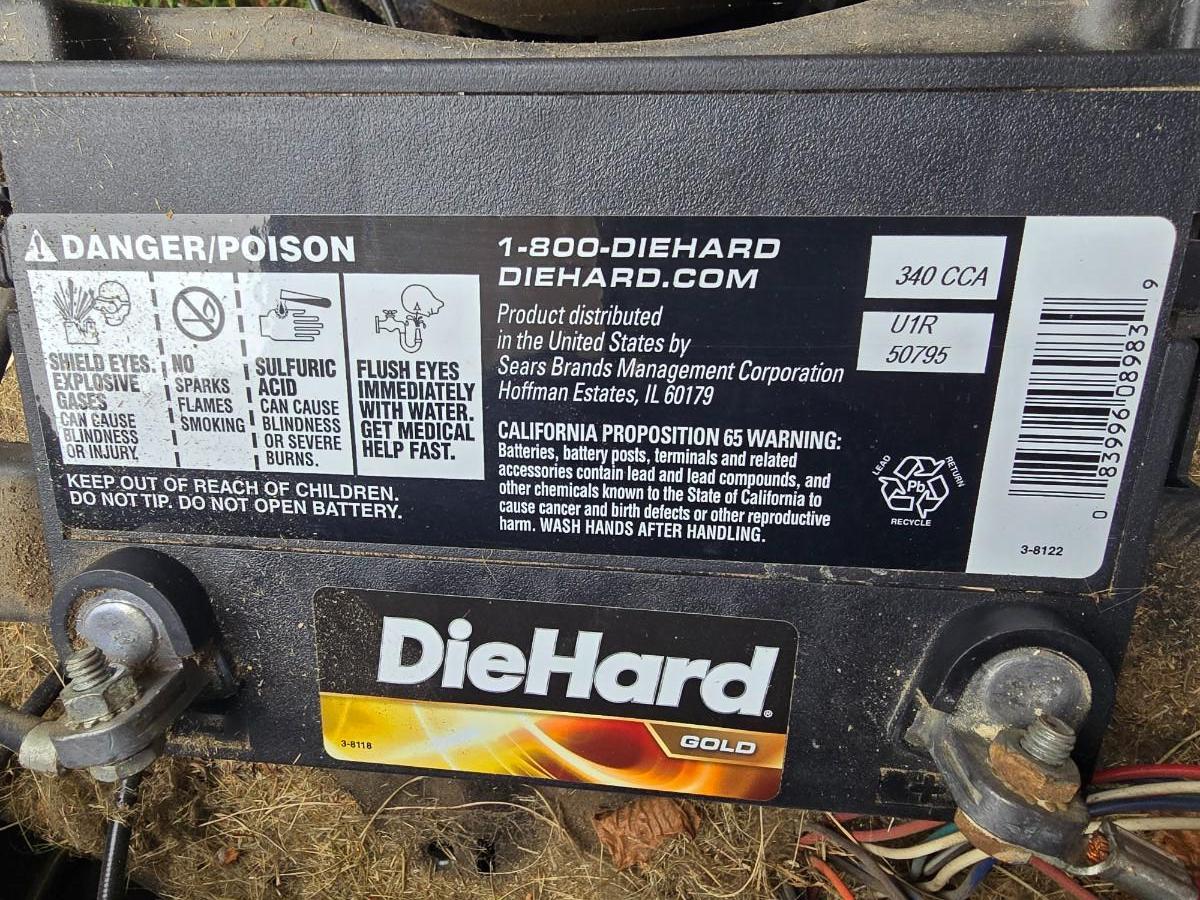 DANGER/POISON
SHIELD EYES.
EXPLOSIVE
GASES
CAN CAUSE
BLINDNESS
OR INJURY.
NO
SPARKS
FLAMES
SMOKING
SULFURIC
ACID
CAN CAUSE
BLINDNESS
OR SEVERE
BURNS.
FLUSH EYES
IMMEDIATELY
WITH WATER.
GET MEDICAL
HELP FAST.
KEEP OUT OF REACH OF CHILDREN.
DO NOT TIP. DO NOT OPEN BATTERY.
1-800-DIEHARD
DIEHARD.COM
Product distributed
in the United States by
Sears Brands Management Corporation
Hoffman Estates, IL 60179
CALIFORNIA PROPOSITION 65 WARNING:
Batteries, battery posts, terminals and related
accessories contain lead and lead compounds, and
other chemicals known to the State of California to
cause cancer and birth defects or other reproductive
harm. WASH HANDS AFTER HANDLING.
340 CCA
U1R
50795
LEAD
RETURN
Pb
RECYCLE
0 83996 08983 9
3-8122
DieHard®
GOLD
3-8118